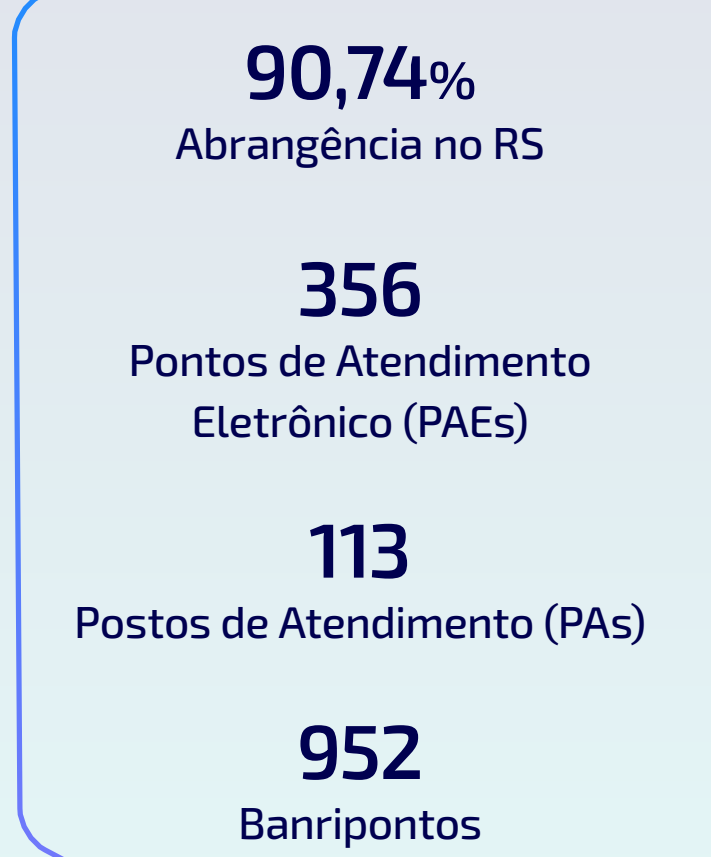 90,74%
Abrangência no RS
356
Pontos de Atendimento
Eletrônico (PAEs)
113
Postos de Atendimento (PAs)
952
Banripontos